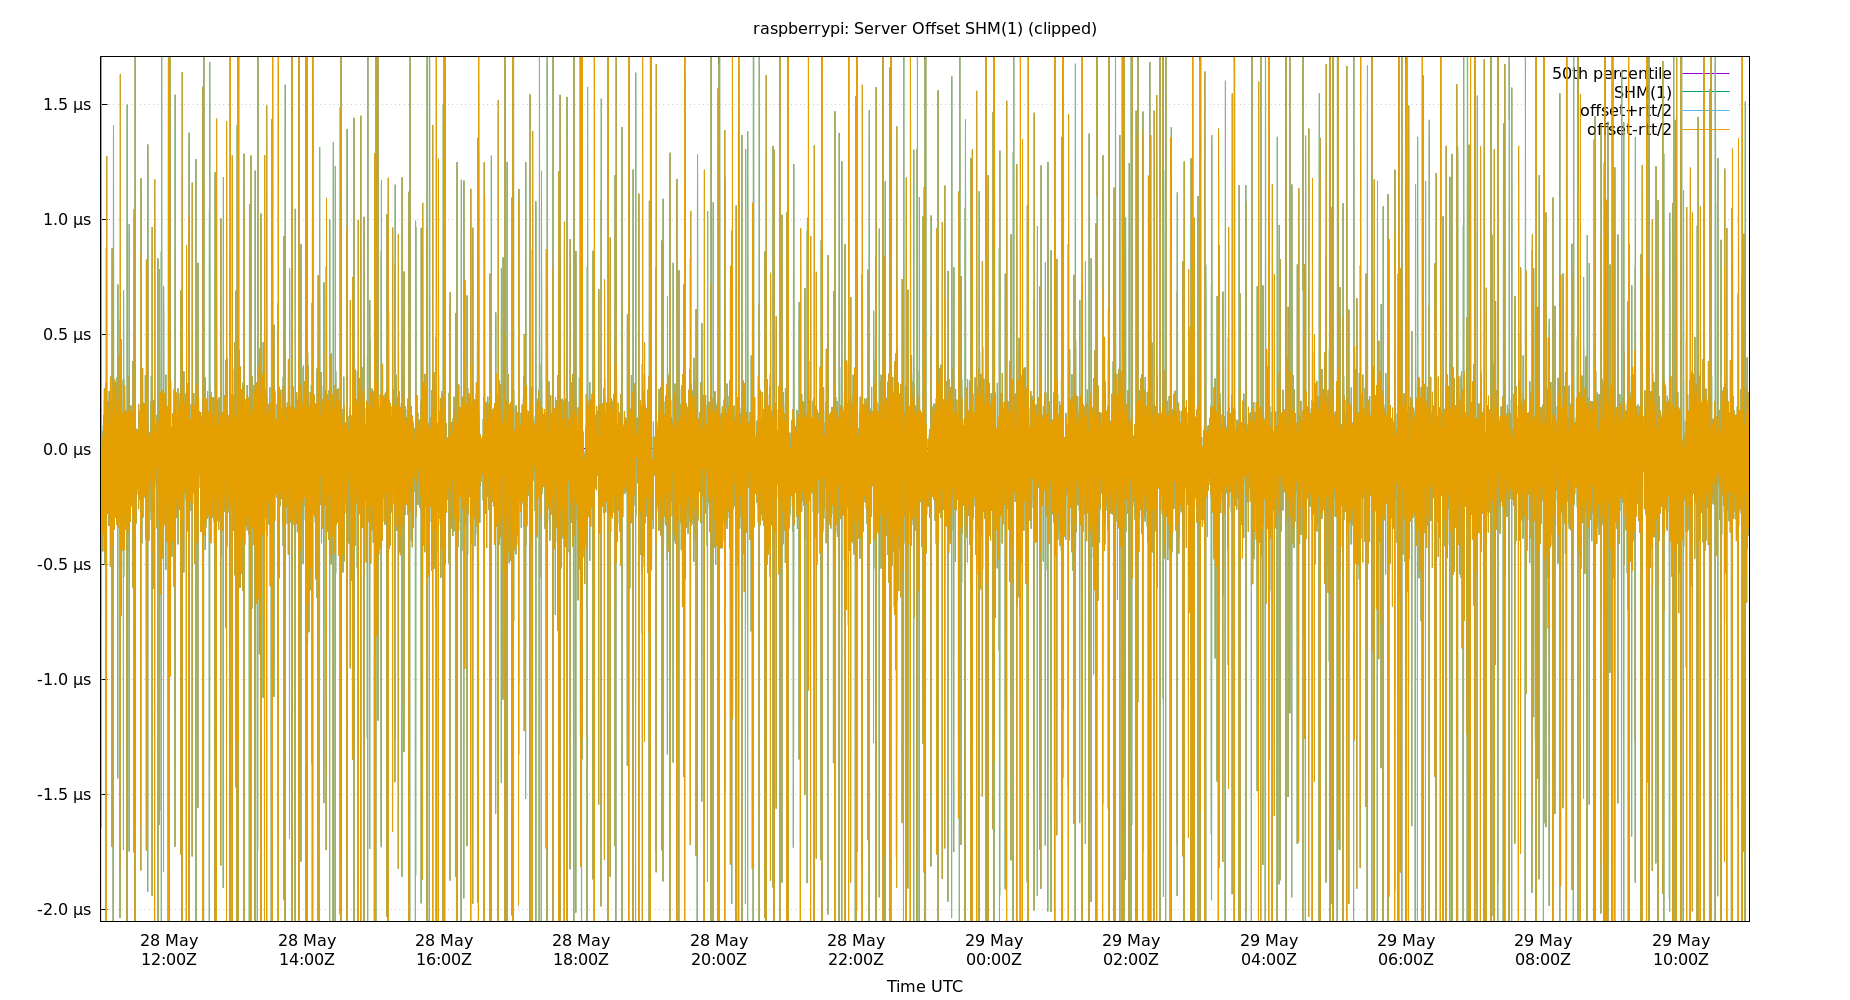 raspberrypi: Server Offset SHM(1) (clipped)
50th percentile
SHM(1)
offset+rtt/2
offset-rtt/2
1.5 µs
1.0 µs
0.5 µs
0.0 µs
-0.5 µs
-1.0 µs
-1.5 µs
-2.0 µs
28 May 28 May 28 May 28 May 28 May 28 May 29 May 29 May 29 May 29 May 29 May 29 May
12:00Z 14:00Z 16:00Z 18:00Z 20:00Z 22:00Z 00:00Z 02:00Z 04:00Z 06:00Z 08:00Z 10:00Z
Time UTC